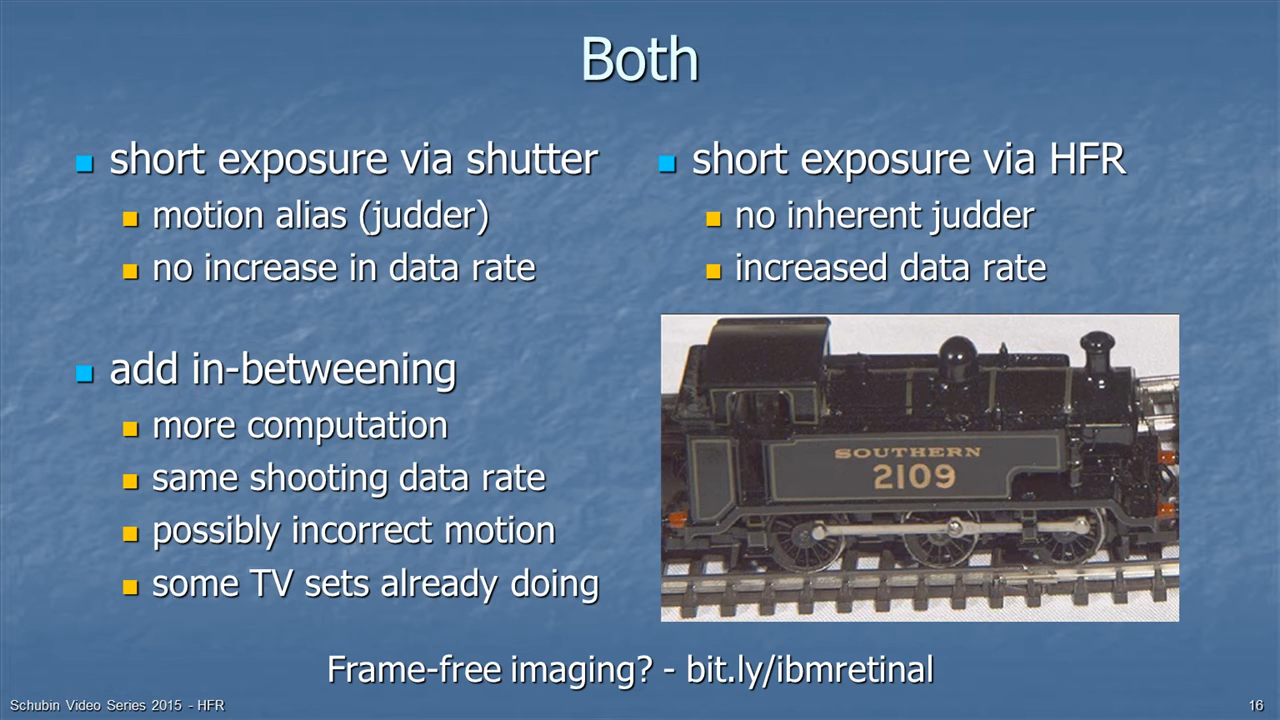 Both
short exposure via shutter
motion alias (judder)
no increase in data rate
add in-betweening
more computation
same shooting data rate
possibly incorrect motion
some TV sets already doing
short exposure via HFR
no inherent judder
increased data rate
SOUTHERN
2109
Frame-free imaging? - bit.ly/ibmretinal
Schubin Video Series 2015 - HFR
16